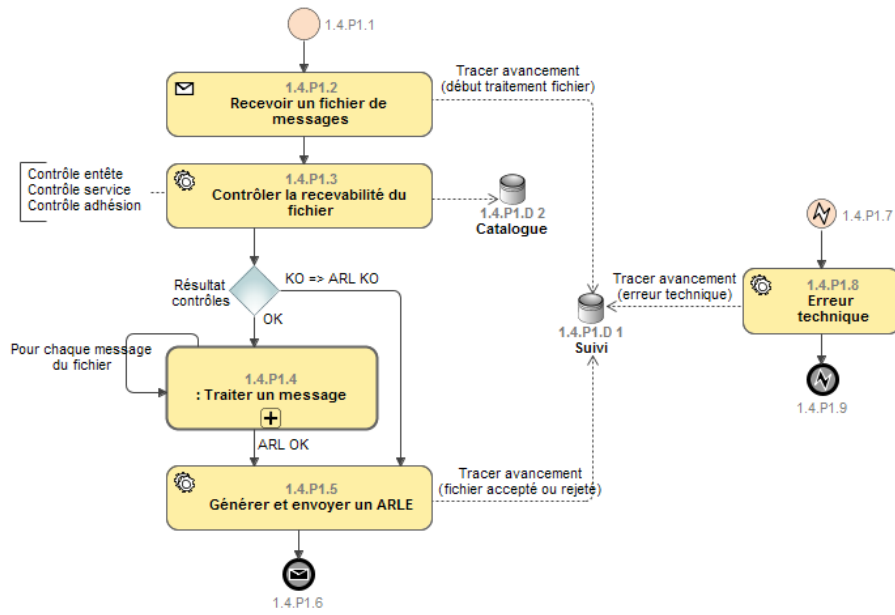 1.4.P1.1
1.4.P1.2
Recevoir un fichier de
messages
Tracer avancement
(début traitement fichier)
Contrôle entête
Contrôle service
Contrôle adhésion
1.4.P1.3
Contrôler la recevabilité du
fichier
1.4.P1.D 2
Catalogue
1.4.P1.7
Résultat
contrôles
KO => ARL KO
OK
Tracer avancement
(erreur technique)
1.4.P1.8
Erreur
technique
1.4.P1.D 1
Suivi
Pour chaque message
du fichier
1.4.P1.4
: Traiter un message
ARL OK
1.4.P1.9
1.4.P1.5
Générer et envoyer un ARLE
Tracer avancement
(fichier accepté ou rejeté)
1.4.P1.6